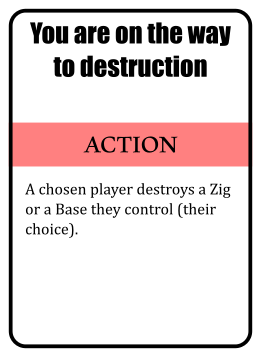 You are on the way
to destruction
ACTION
A chosen player destroys a Zig
or a Base they control (their
choice).